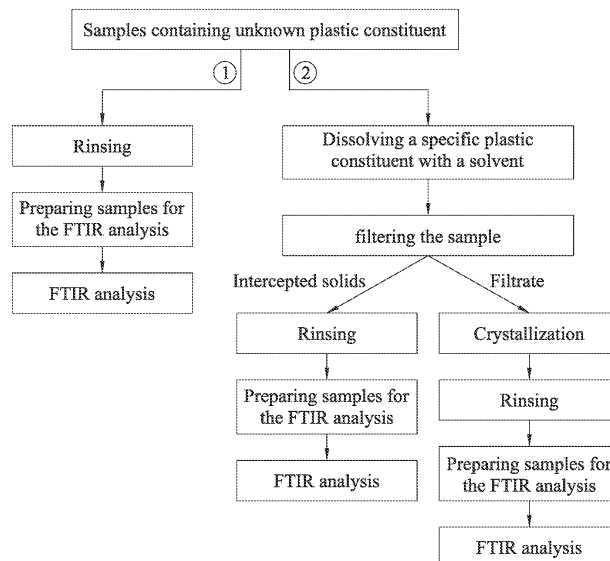 Samples containing unknown plastic constituent
①
②
Rinsing
Preparing samples for
the FTIR analysis
FTIR analysis
Dissolving a specific plastic
constituent with a solvent
filtering the sample
Intercepted solids
Filtrate
Rinsing
Preparing samples for
the FTIR analysis
FTIR analysis
Crystallization
Rinsing
Preparing samples for
the FTIR analysis
FTIR analysis